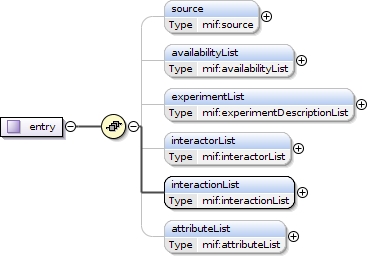 source
Type mif:source
availabilityList
Type mif:availabilityList
experimentList
Type mif:experimentDescriptionList
entry
interactorList
Type mif:interactorList
interactionList
Type mif:interactionList
attributeList
Type mif:attributeList